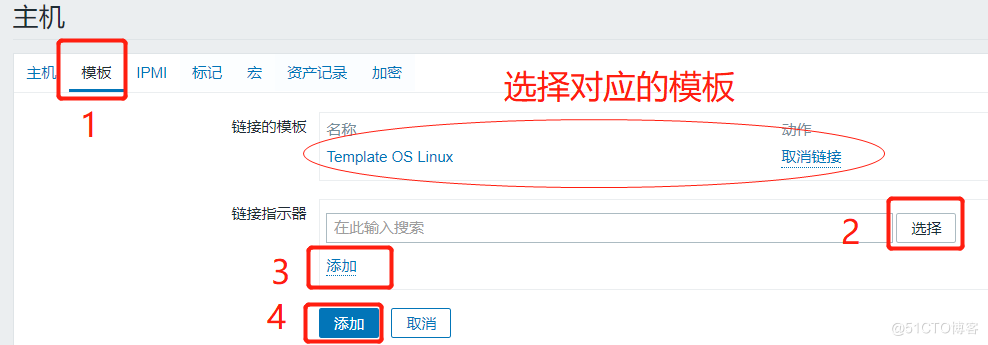 主机
主机 模板 IPMI 标记 宏 资产记录 加密
选择对应的模板
1
链接的模板 名称 动作
Template OS Linux 取消链接
链接指示器
在此输入搜索 2 选择
3 添加
4 添加 取消
@51CTO博客